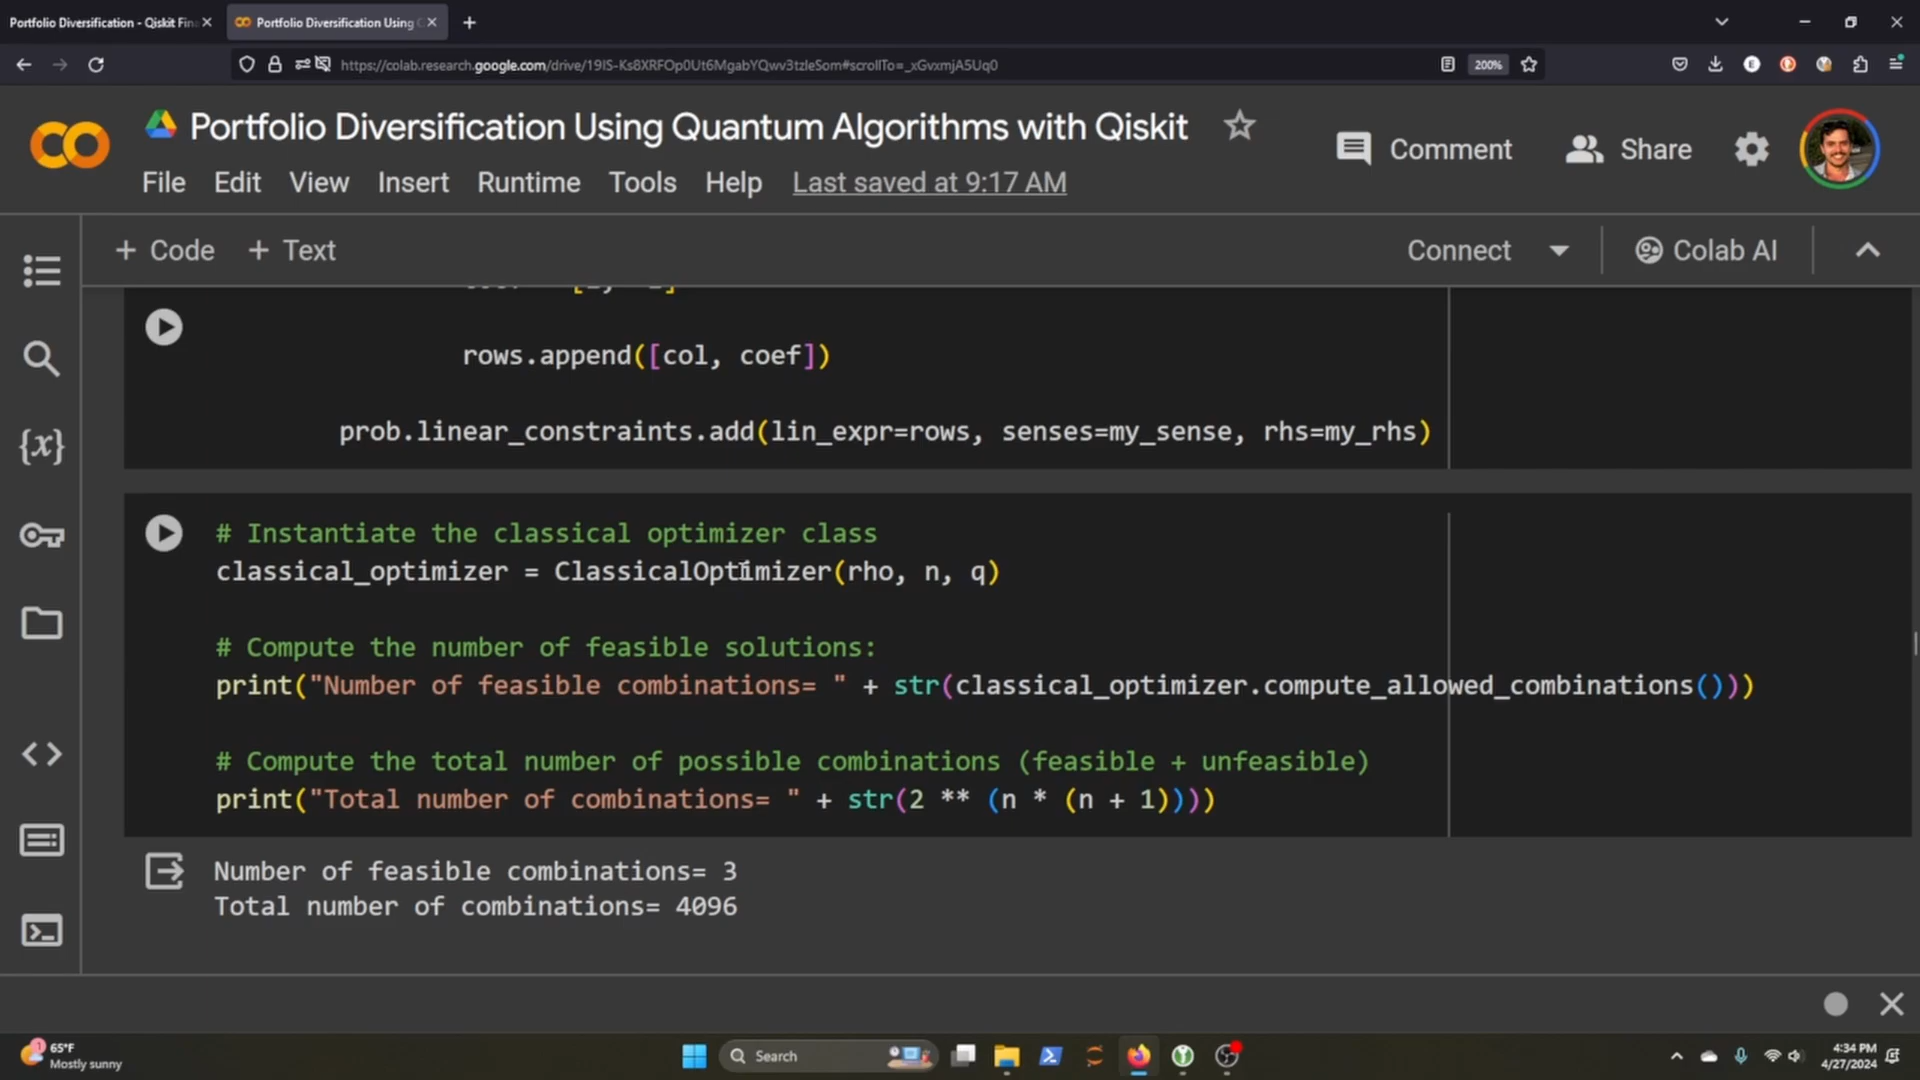 Portfolio Diversification - Qiskit Fin
Portfolio Diversification Using
https://colab.research.google.com/drive/19IS-Ks8XRFOp0Ut6MgabYQwv3tzleSom#scrollTo=_xGvxmjA5Uq0
200%
Portfolio Diversification Using Quantum Algorithms with Qiskit
Comment
Share
File Edit View Insert Runtime Tools Help Last saved at 9:17 AM
+ Code + Text
Connect
Colab AI
rows.append([col, coef])
prob.linear_constraints.add(lin_expr=rows, senses=my_sense, rhs=my_rhs)
# Instantiate the classical optimizer class
classical_optimizer = ClassicalOptimizer(rho, n, q)
# Compute the number of feasible solutions:
print("Number of feasible combinations= " + str(classical_optimizer.compute_allowed_combinations()))
# Compute the total number of possible combinations (feasible + unfeasible)
print("Total number of combinations= " + str(2 ** (n * (n + 1))))
Number of feasible combinations= 3
Total number of combinations= 4096
65°F
Mostly sunny
Search
4:34 PM
4/27/2024